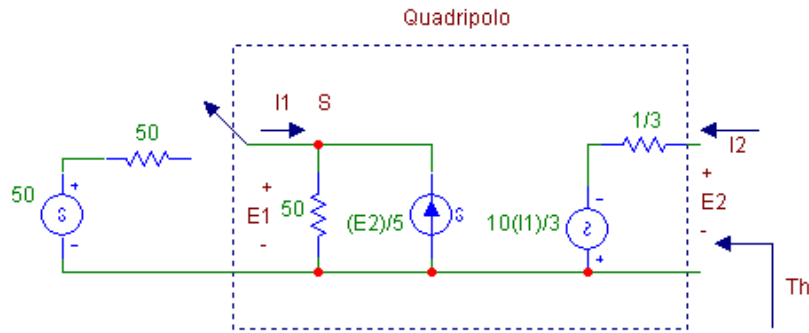 Quadripolo
I1 S
50
1/3
I2
50
+
-
+
E1
-
50
(E2)/5
10(I1)/3
-
+
+
E2
-
Th